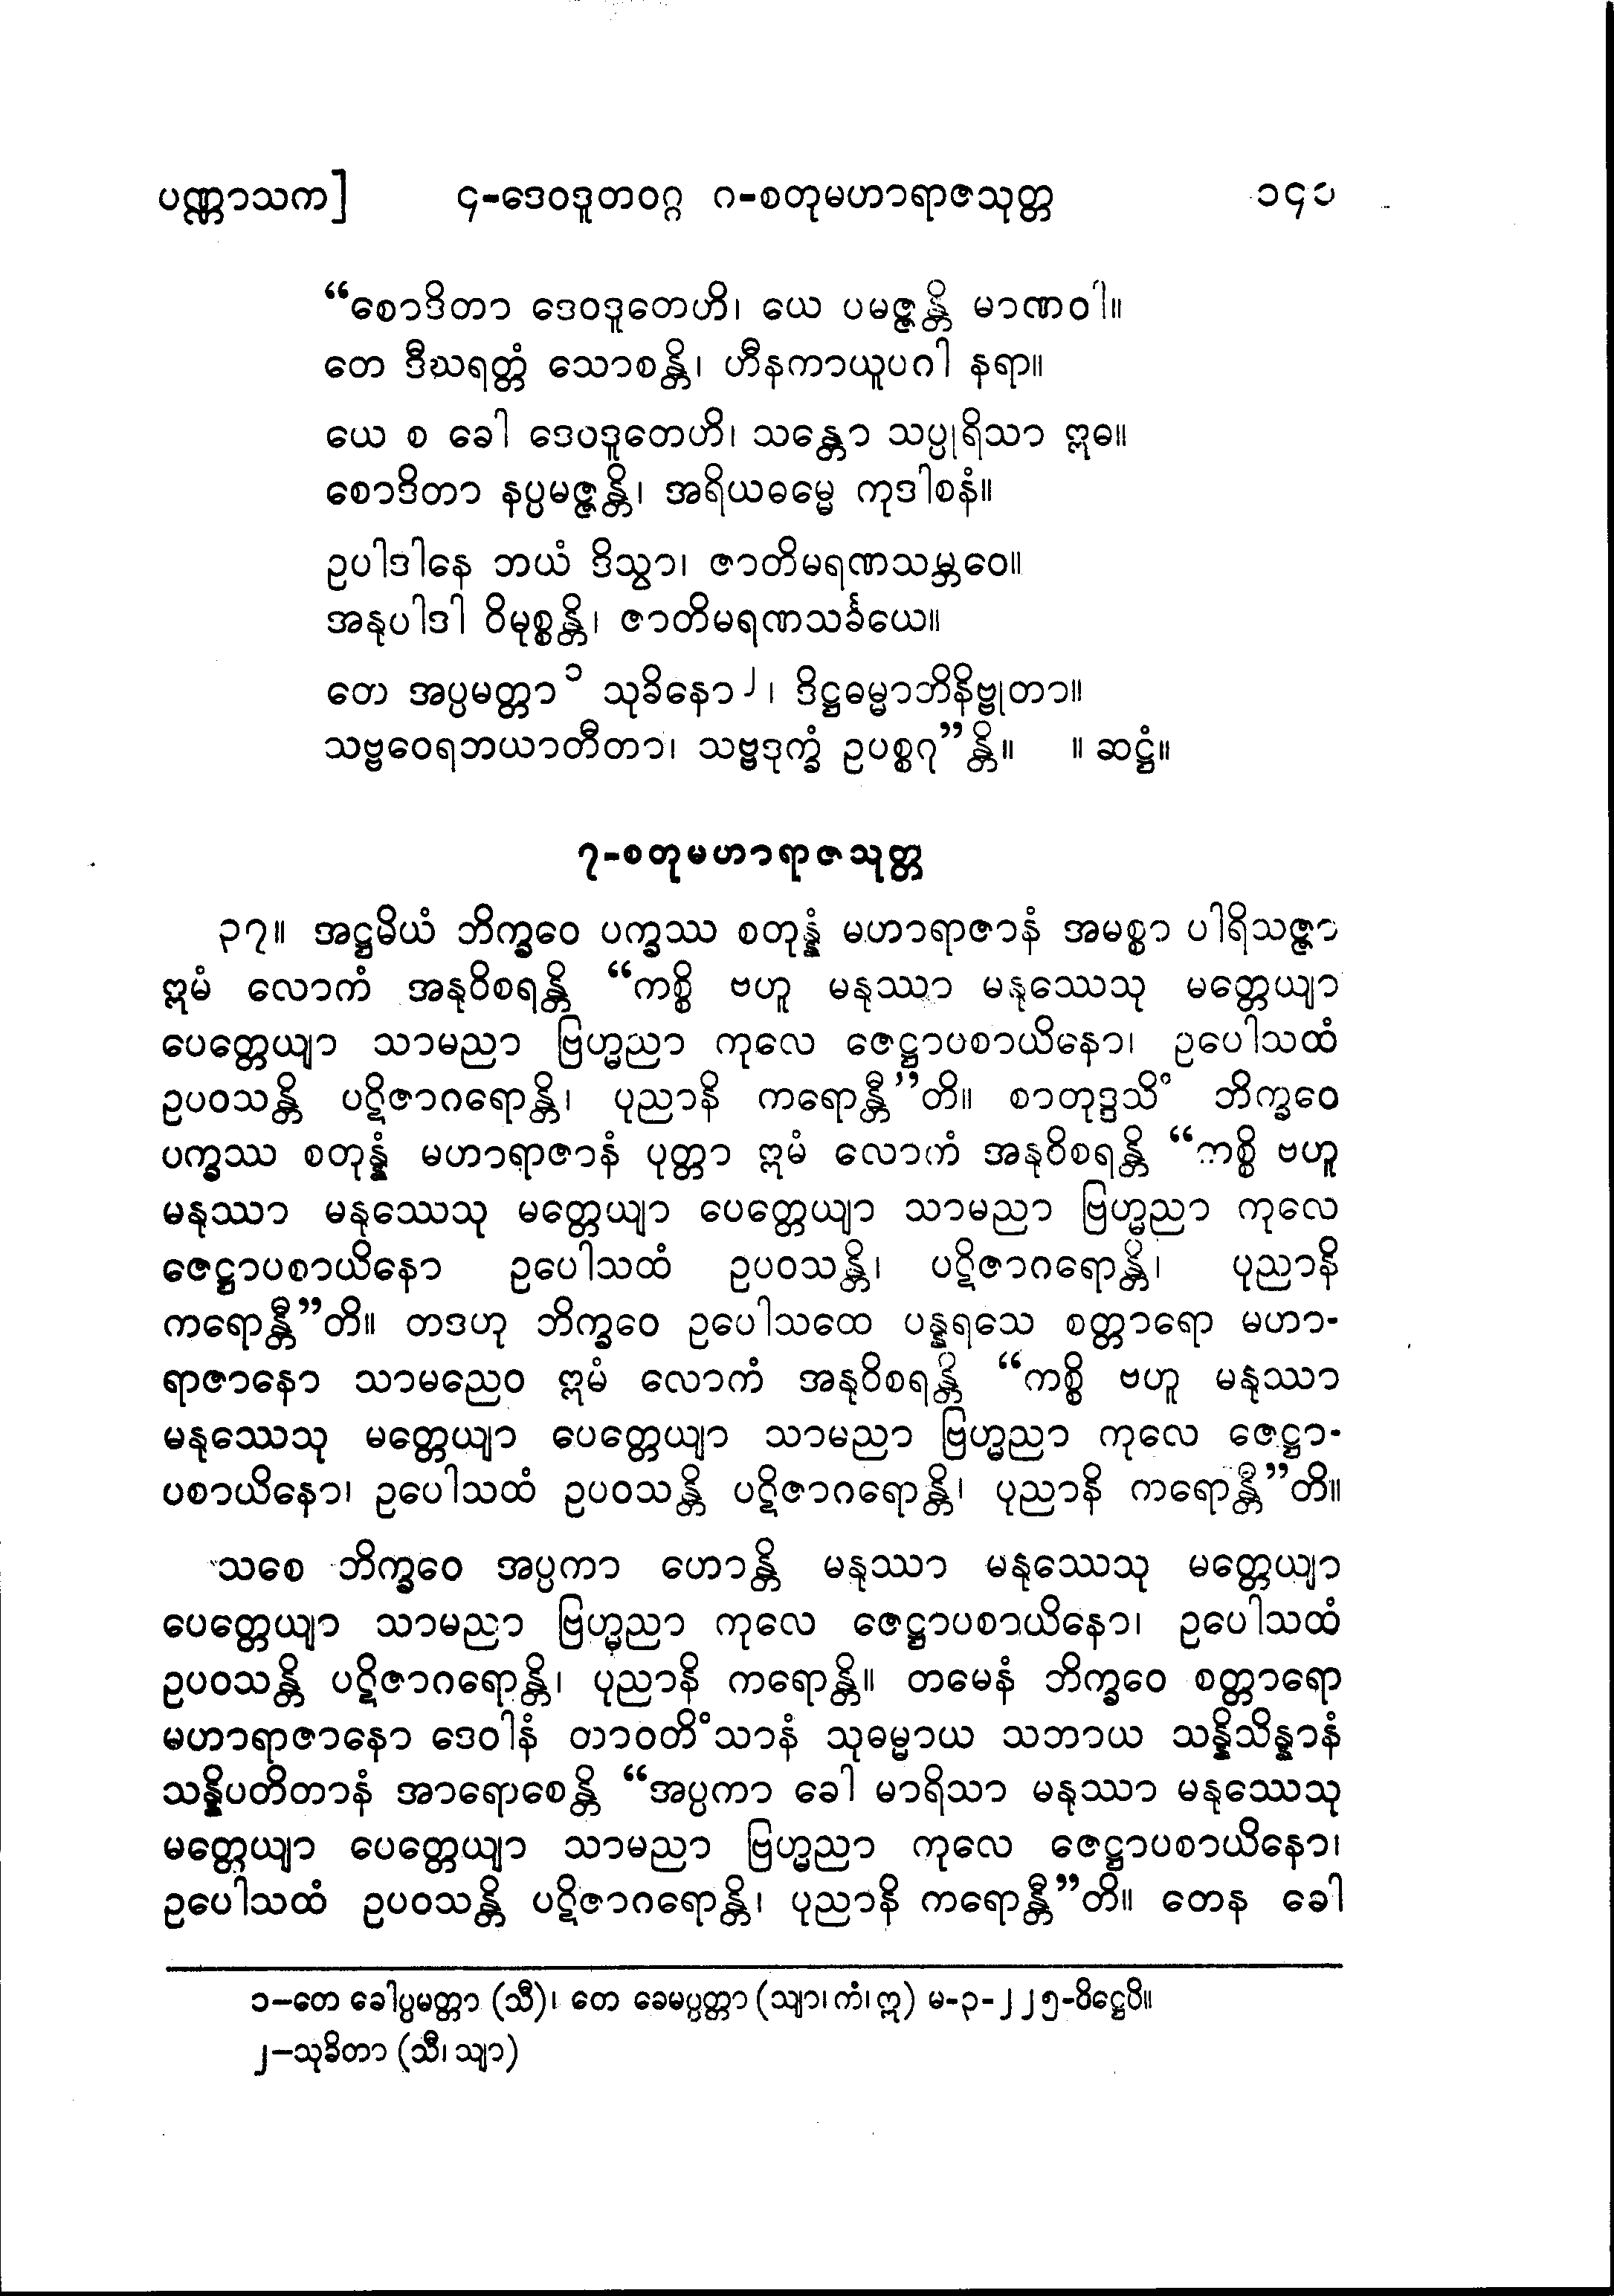 ပဏ္ဏာသက] ၄-ဒေဝဒူတဝဂ္ဂ ဂ-စတုမဟာရာဇသုတ္တ ၁၄၁
“စောဒိတာ ဒေဝဒူတေဟိ၊ ယေ ပမဇ္ဇန္တိ မာဏဝါ။
တေ ဒီဃရတ္တံ သောစန္တိ၊ ဟီနကာယူပဂါ နရာ။
ယေ စ ခေါ ဒေဝဒူတေဟိ၊ သန္တော သပ္ပုရိသာ ဣဓ။
စောဒိတာ နပ္ပမဇ္ဇန္တိ၊ အရိယဓမ္မေ ကုဒါစနံ။
ဥပါဒါနေ ဘယံ ဒိသွာ၊ ဇာတိမရဏသမ္ဘဝေ။
အနုပါဒါ ဝိမုစ္စန္တိ၊ ဇာတိမရဏသင်္ခယေ။
တေ အပ္ပမတ္တာ၁ သုခိနော၂၊ ဒိဋ္ဌဓမ္မာဘိနိဗ္ဗုတာ။
သဗ္ဗဝေရဘယာတီတာ၊ သဗ္ဗဒုက္ခံ ဥပစ္စဂု”န္တိ။ ။ ဆဋ္ဌံ။
၇-စတုမဟာရာဇသုတ္တ
၃၇။ အဋ္ဌမိယံ ဘိက္ခဝေ ပက္ခဿ စတုန္နံ မဟာရာဇာနံ အမစ္စာ ပါရိသဇ္ဇာ
ဣမံ လောကံ အနုဝိစရန္တိ “ကစ္စိ ဗဟူ မနုဿာ မနုဿေသု မတ္တေယျာ
ပေတ္တေယျာ သာမညာ ဗြဟ္မညာ ကုလေ ဇေဋ္ဌာပစာယိနော၊ ဥပေါသထံ
ဥပဝသန္တိ ပဋိဇာဂရောန္တိ၊ ပုညာနိ ကရောန္တီ”တိ။ စာတုဒ္ဒသိံ ဘိက္ခဝေ
ပက္ခဿ စတုန္နံ မဟာရာဇာနံ ပုတ္တာ ဣမံ လောကံ အနုဝိစရန္တိ “ကစ္စိ ဗဟူ
မနုဿာ မနုဿေသု မတ္တေယျာ ပေတ္တေယျာ သာမညာ ဗြဟ္မညာ ကုလေ
ဇေဋ္ဌာပစာယိနော ဥပေါသထံ ဥပဝသန္တိ၊ ပဋိဇာဂရောန္တိ၊ ပုညာနိ
ကရောန္တီ”တိ။ တဒဟု ဘိက္ခဝေ ဥပေါသထေ ပန္နရသေ စတ္တာရော မဟာ-
ရာဇာနော သာမညေဝ ဣမံ လောကံ အနုဝိစရန္တိ “ကစ္စိ ဗဟူ မနုဿာ
မနုဿေသု မတ္တေယျာ ပေတ္တေယျာ သာမညာ ဗြဟ္မညာ ကုလေ ဇေဋ္ဌာ-
ပစာယိနော၊ ဥပေါသထံ ဥပဝသန္တိ ပဋိဇာဂရောန္တိ၊ ပုညာနိ ကရောန္တီ”တိ။
သစေ ဘိက္ခဝေ အပ္ပကာ ဟောန္တိ မနုဿာ မနုဿေသု မတ္တေယျာ
ပေတ္တေယျာ သာမညာ ဗြဟ္မညာ ကုလေ ဇေဋ္ဌာပစာယိနော၊ ဥပေါသထံ
ဥပဝသန္တိ ပဋိဇာဂရောန္တိ၊ ပုညာနိ ကရောန္တိ။ တမေနံ ဘိက္ခဝေ စတ္တာရော
မဟာရာဇာနော ဒေဝါနံ တာဝတိံသာနံ သုဓမ္မာယ သဘာယ သန္နိသိန္နာနံ
သန္နိပတိတာနံ အာရောစေန္တိ “အပ္ပကာ ခေါ မာရိသာ မနုဿာ မနုဿေသု
မတ္တေယျာ ပေတ္တေယျာ သာမညာ ဗြဟ္မညာ ကုလေ ဇေဋ္ဌာပစာယိနော၊
ဥပေါသထံ ဥပဝသန္တိ ပဋိဇာဂရောန္တိ၊ ပုညာနိ ကရောန္တီ”တိ။ တေန ခေါ
၁–တေ ခေါပ္ပမတ္တာ (သီ)၊ တေ ခေမပ္ပတ္တာ (သျာ၊ ကံ၊ ဣ) မ-၃-၂၂၅-ပိဋ္ဌေပိ။
၂–သုခိတာ (သီ၊ သျာ)